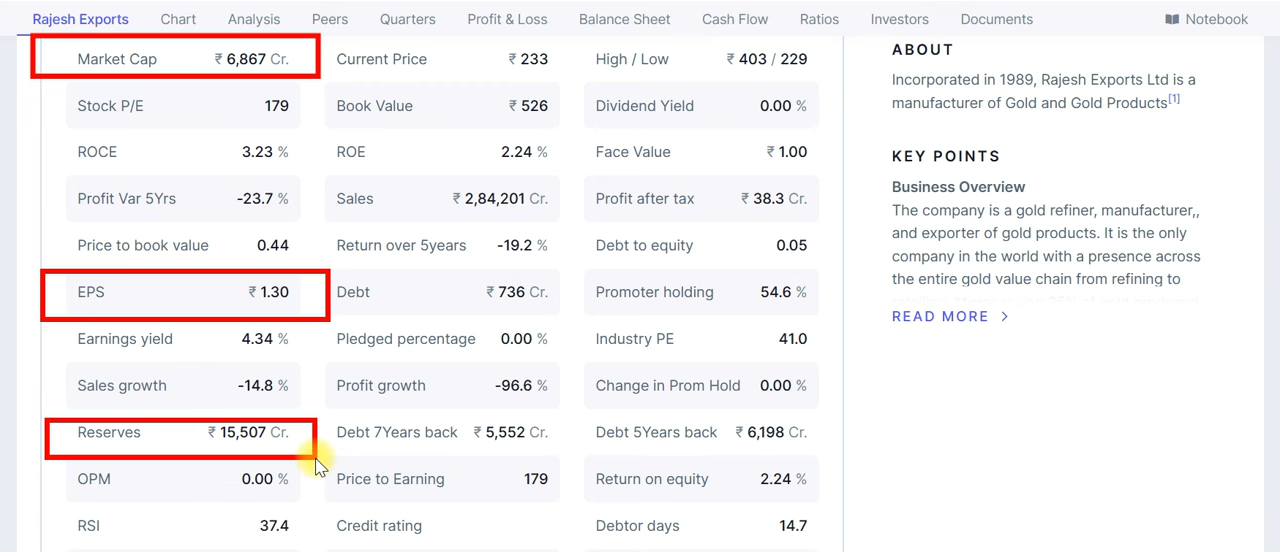 Rajesh Exports Chart Analysis Peers Quarters Profit & Loss Balance Sheet Cash Flow Ratios Investors Documents Notebook
Market Cap ₹ 6,867 Cr. Current Price ₹ 233 High / Low ₹ 403 / 229
Stock P/E 179 Book Value ₹ 526 Dividend Yield 0.00 %
ROCE 3.23 % ROE 2.24 % Face Value ₹ 1.00
Profit Var 5Yrs -23.7 % Sales ₹ 2,84,201 Cr. Profit after tax ₹ 38.3 Cr.
Price to book value 0.44 Return over 5years -19.2 % Debt to equity 0.05
EPS ₹ 1.30 Debt ₹ 736 Cr. Promoter holding 54.6 %
Earnings yield 4.34 % Pledged percentage 0.00 % Industry PE 41.0
Sales growth -14.8 % Profit growth -96.6 % Change in Prom Hold 0.00 %
Reserves ₹ 15,507 Cr. Debt 7Years back ₹ 5,552 Cr. Debt 5Years back ₹ 6,198 Cr.
OPM 0.00 % Price to Earning 179 Return on equity 2.24 %
RSI 37.4 Credit rating Debtor days 14.7
ABOUT
Incorporated in 1989, Rajesh Exports Ltd is a
manufacturer of Gold and Gold Products[1]
KEY POINTS
Business Overview
The company is a gold refiner, manufacturer,,
and exporter of gold products. It is the only
company in the world with a presence across
the entire gold value chain from refining to
READ MORE >